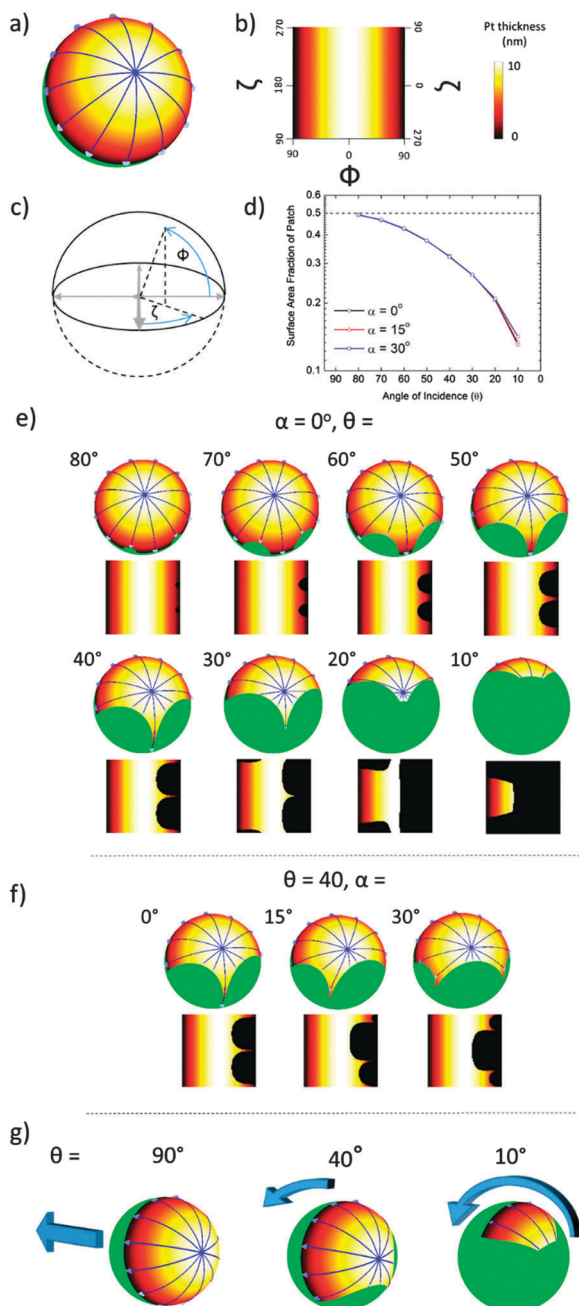 a)
b)
Pt thickness
(nm)
270
180
90
ζ
90
0
270
ζ
90 0 90
Φ
10
0
c)
Φ
ζ
d)
Surface Area Fraction of Patch
0.6
0.5
0.4
0.3
0.2
0.1
α = 0°
α = 15°
α = 30°
90 80 70 60 50 40 30 20 10 0
Angle of Incidence (θ)
e)
α = 0°, θ =
80° 70° 60° 50°
40° 30° 20° 10°
f)
θ = 40, α =
0° 15° 30°
g)
θ = 90° 40° 10°